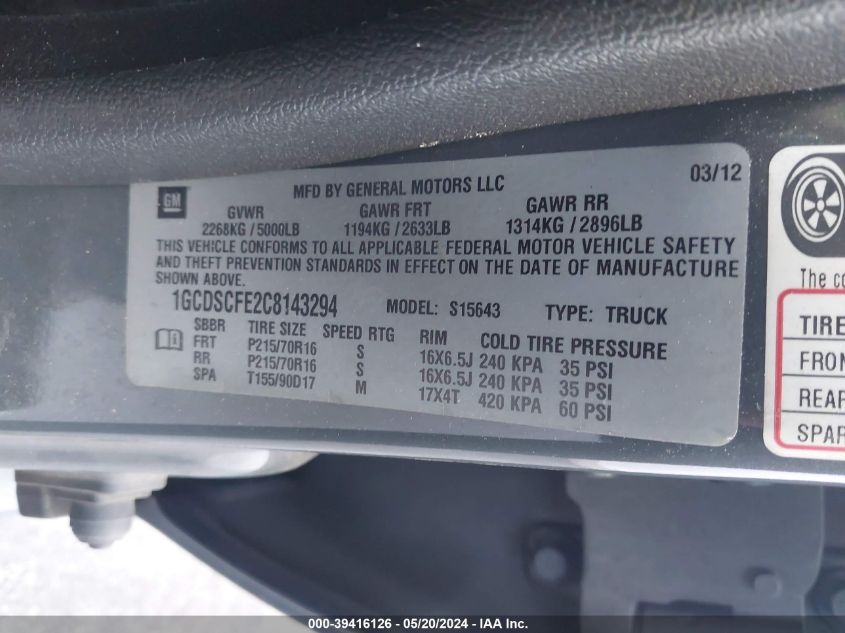 GM
MFD BY GENERAL MOTORS LLC
03/12
GVWR GAWR FRT GAWR RR
2268KG / 5000LB 1194KG / 2633LB 1314KG / 2896LB
THIS VEHICLE CONFORMS TO ALL APPLICABLE FEDERAL MOTOR VEHICLE SAFETY
AND THEFT PREVENTION STANDARDS IN EFFECT ON THE DATE OF MANUFACTURE
SHOWN ABOVE.
1GCDSCFE2C8143294 MODEL: S15643 TYPE: TRUCK
SBBR TIRE SIZE SPEED RTG RIM COLD TIRE PRESSURE
FRT P215/70R16 S 16X6.5J 240 KPA 35 PSI
RR P215/70R16 S 16X6.5J 240 KPA 35 PSI
SPA T155/90D17 M 17X4T 420 KPA 60 PSI
The co
TIRE
FRON
REAR
SPAR
000-39416126 - 05/20/2024 - IAA Inc.